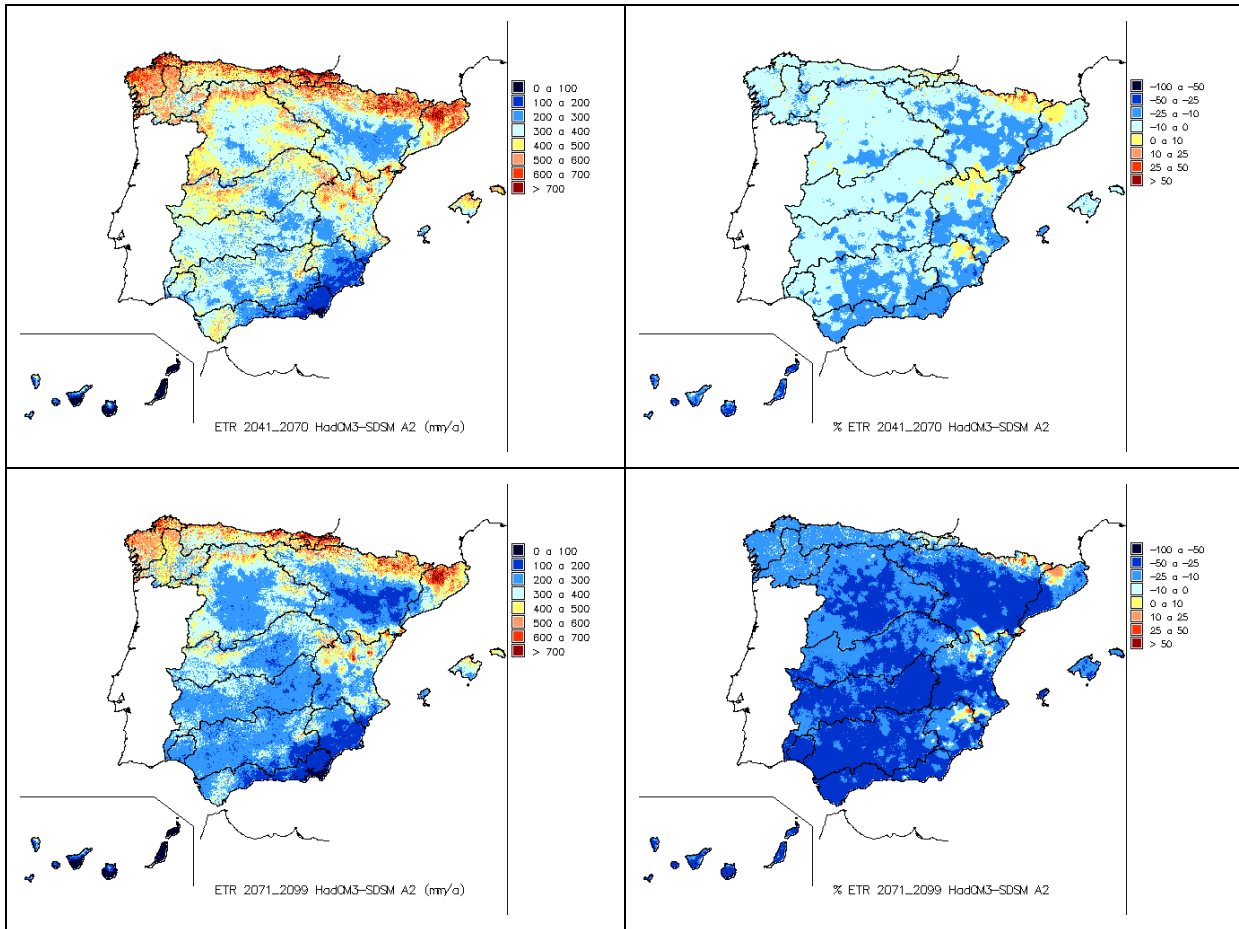 0 a 100
100 a 200
200 a 300
300 a 400
400 a 500
500 a 600
600 a 700
> 700
ETR 2041_2070 HadCM3-SDSM A2 (mm/a)
-100 a -50
-50 a -25
-25 a -10
-10 a 0
0 a 10
10 a 25
25 a 50
> 50
% ETR 2041_2070 HadCM3-SDSM A2
0 a 100
100 a 200
200 a 300
300 a 400
400 a 500
500 a 600
600 a 700
> 700
ETR 2071_2099 HadCM3-SDSM A2 (mm/a)
-100 a -50
-50 a -25
-25 a -10
-10 a 0
0 a 10
10 a 25
25 a 50
> 50
% ETR 2071_2099 HadCM3-SDSM A2